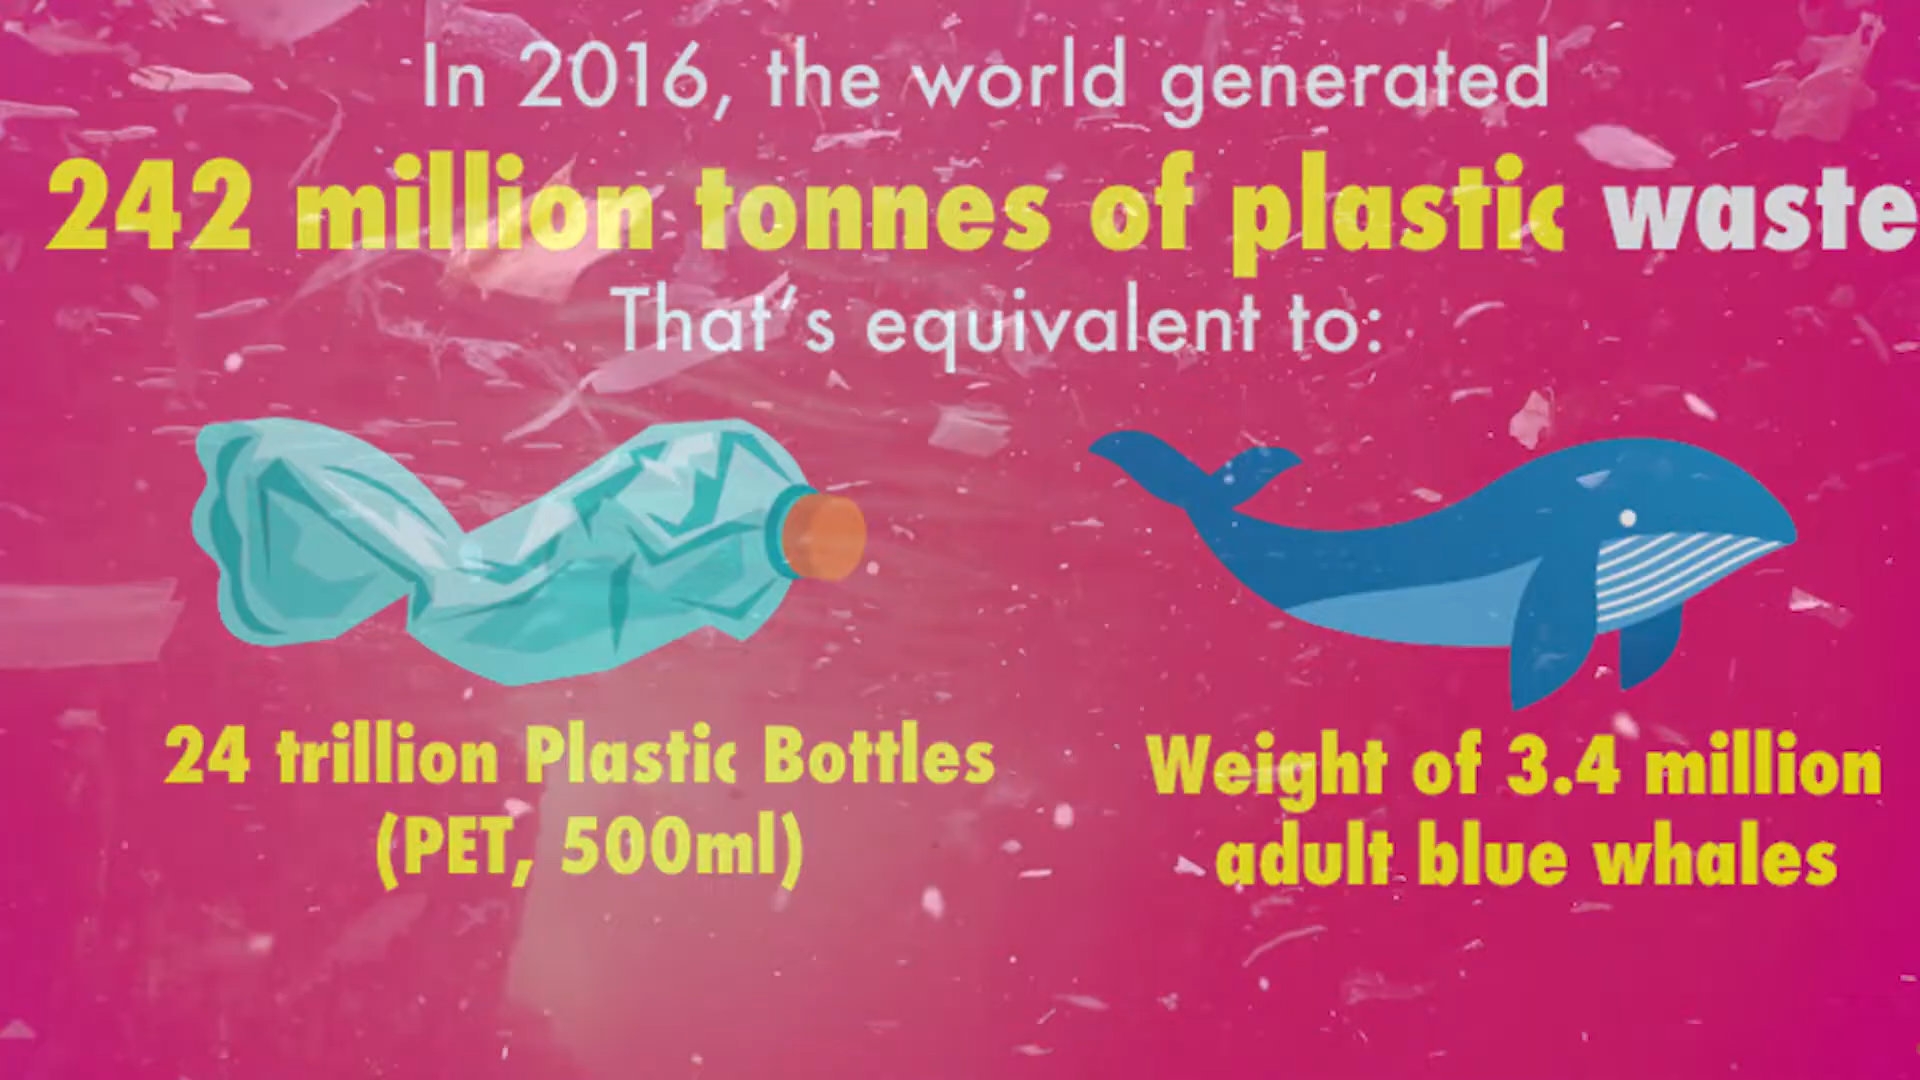 In 2016, the world generated
242 million tonnes of plastic waste
That's equivalent to:
24 trillion Plastic Bottles
(PET, 500ml)
Weight of 3.4 million
adult blue whales